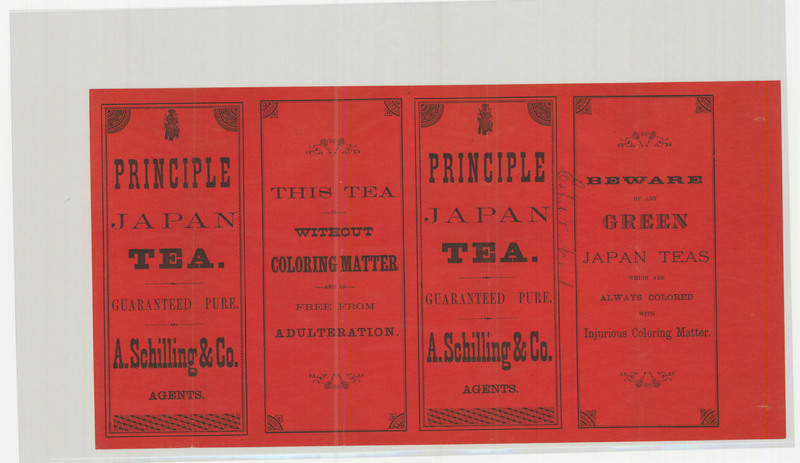 PRINCIPLE
JAPAN
TEA.
GUARANTEED PURE.
A. Schilling & Co.
AGENTS.
THIS TEA
IS
WITHOUT
COLORING MATTER
AND IS
FREE FROM
ADULTERATION.
PRINCIPLE
JAPAN
TEA.
GUARANTEED PURE.
A. Schilling & Co.
AGENTS.
BEWARE
OF ANY
GREEN
JAPAN TEAS
WHICH ARE
ALWAYS COLORED
WITH
Injurious Coloring Matter.